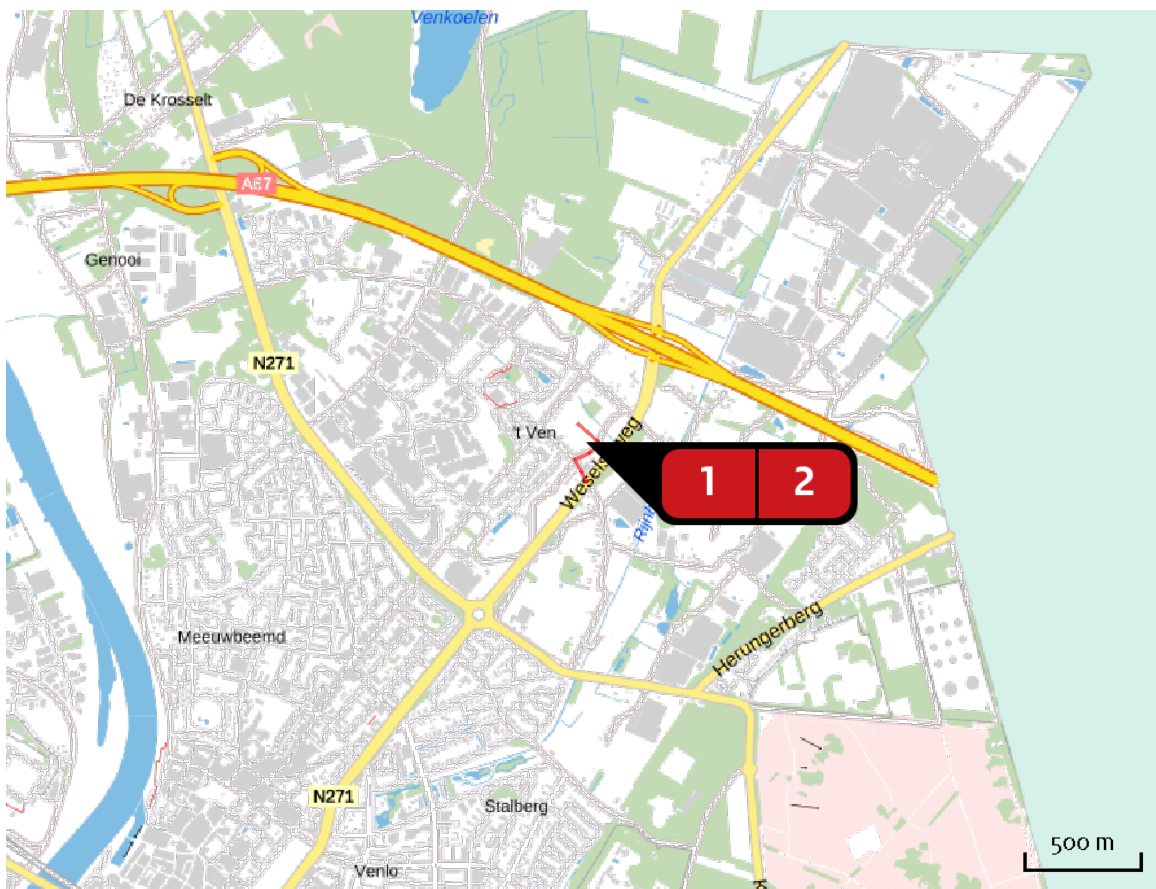 Venkoelen
De Krosselt
A67
Genooi
N271
't Ven
Weselseweg
1 2
Meeuwbeemd
Herungerberg
N271
Stalberg
500 m
Venlo
K